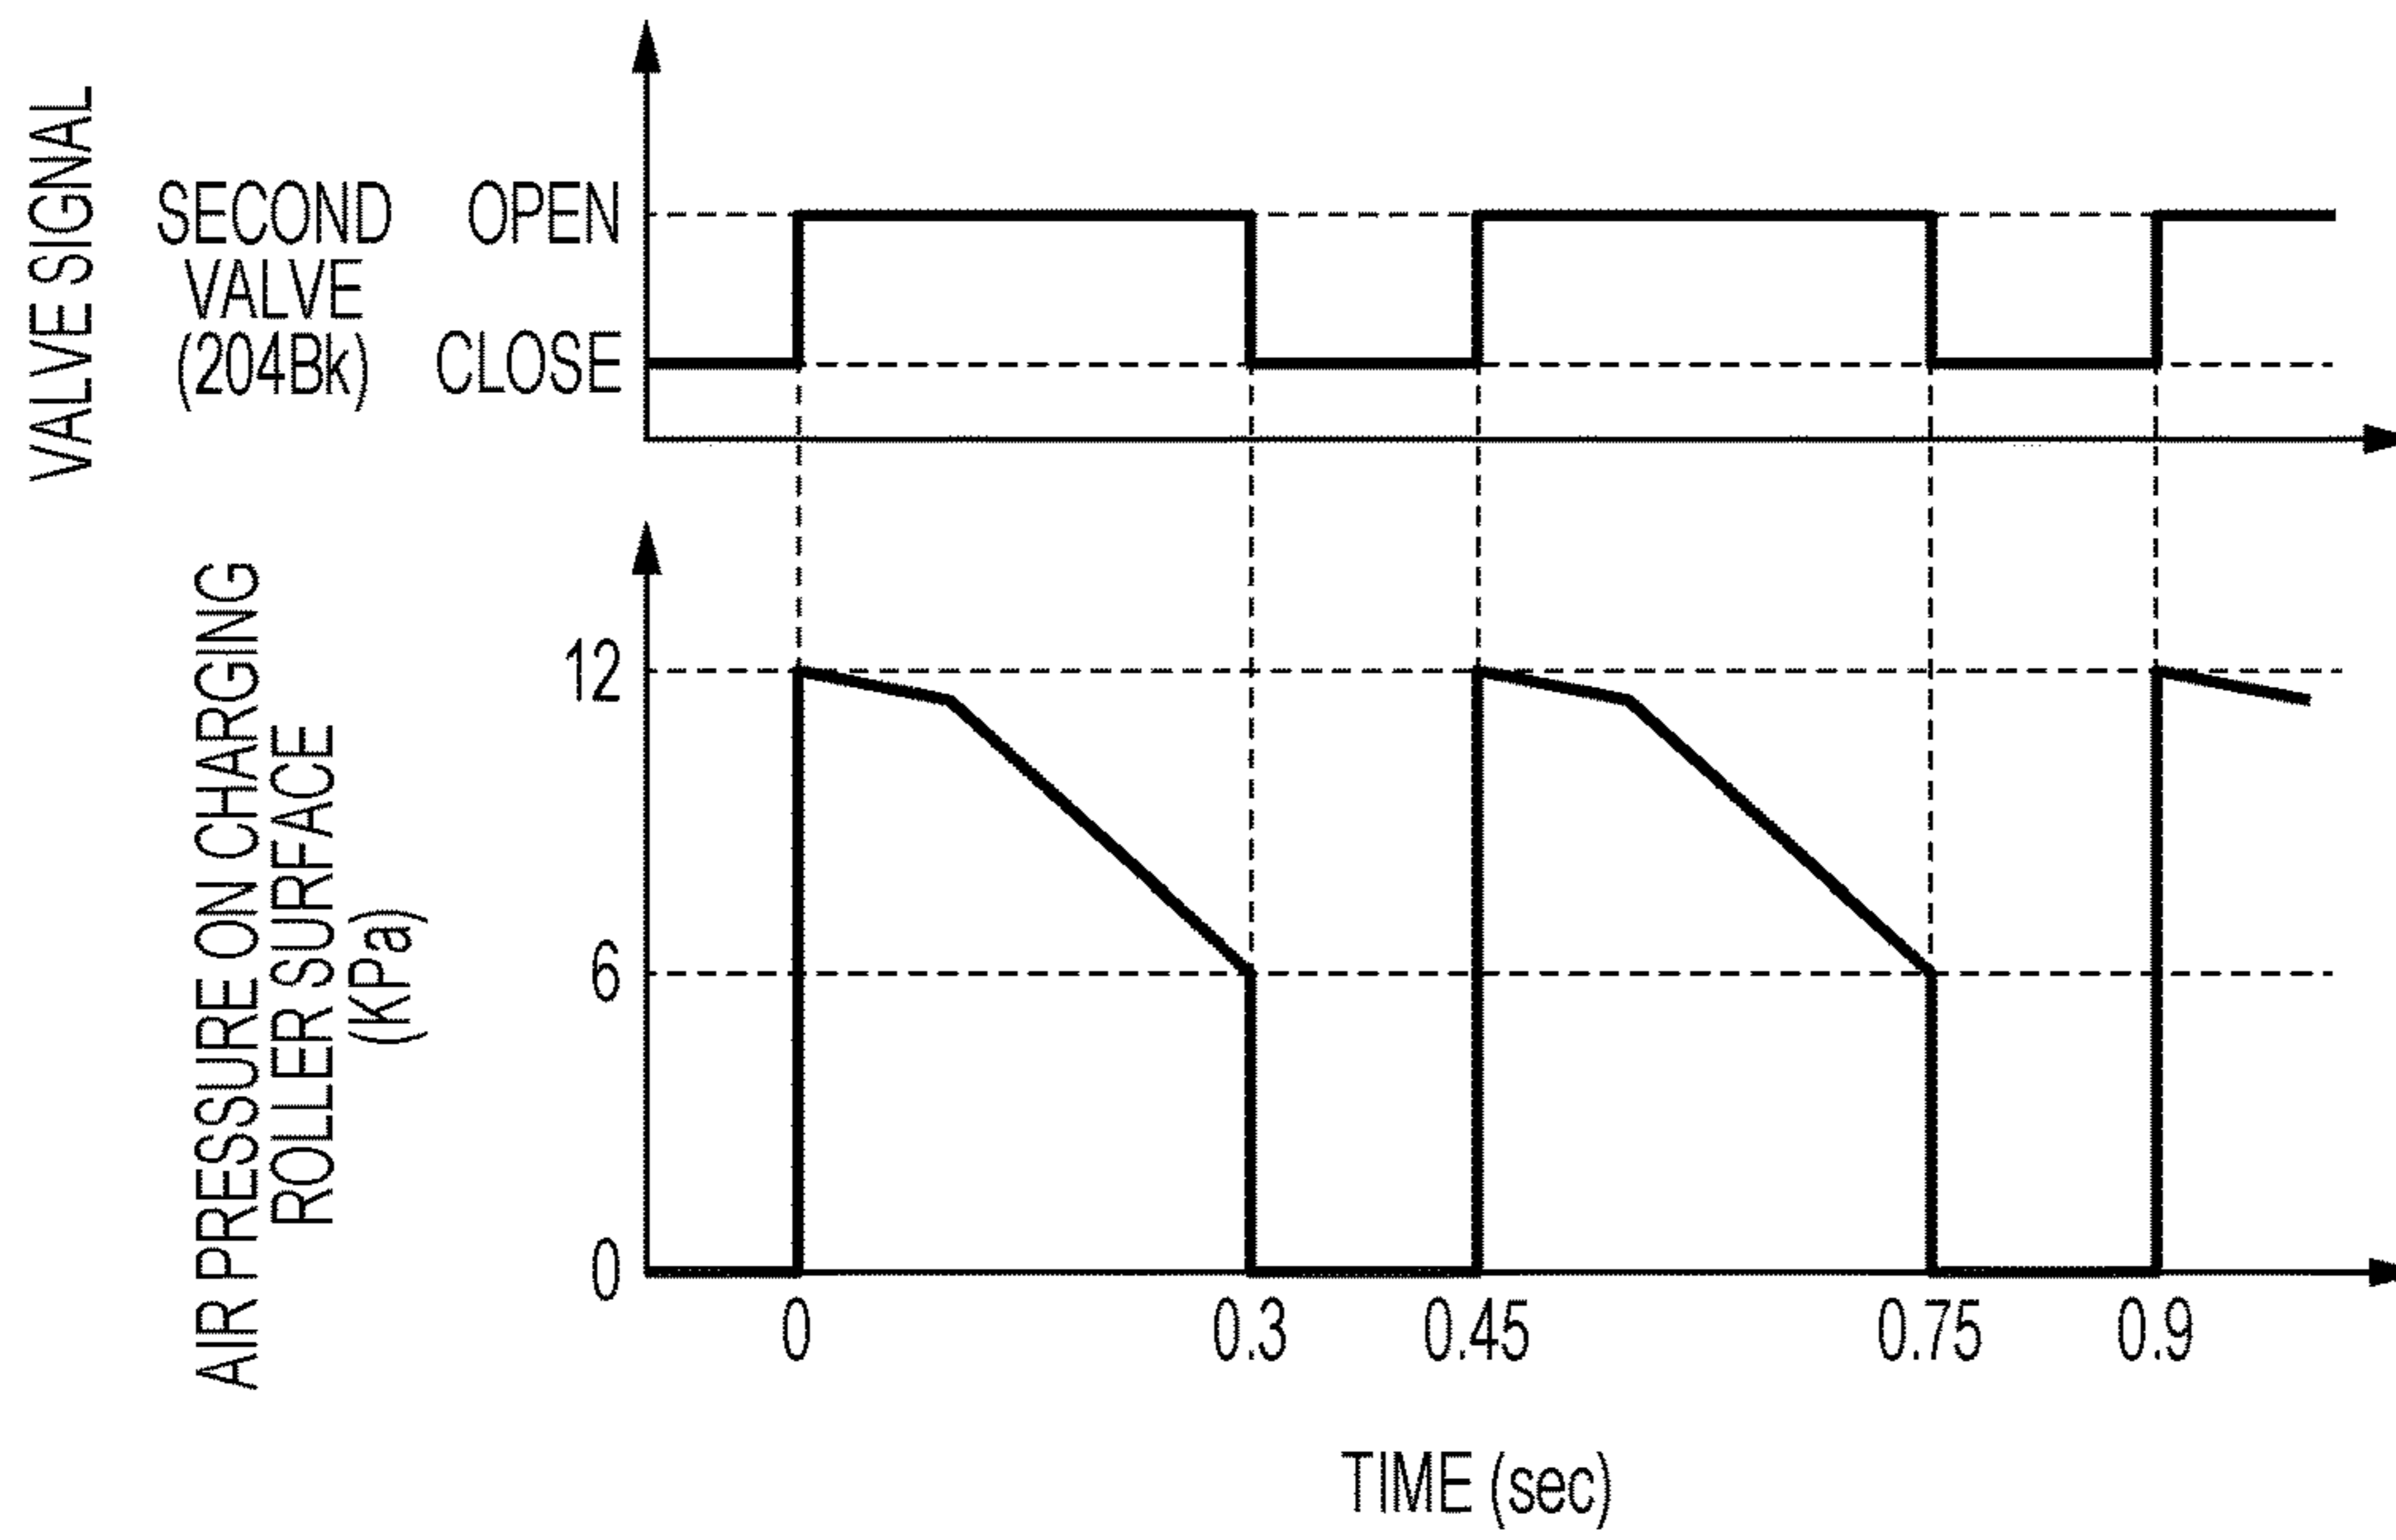 VALVE SIGNAL
SECOND
VALVE
(204Bk)
OPEN
CLOSE
AIR PRESSURE ON CHARGING
ROLLER SURFACE
(KPa)
12
6
0
0 0.3 0.45 0.75 0.9
TIME (sec)